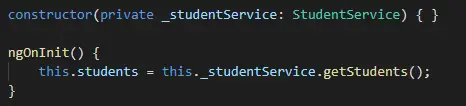 constructor(private _studentService: StudentService) { }
ngOnInit() {
this.students = this._studentService.getStudents();
}